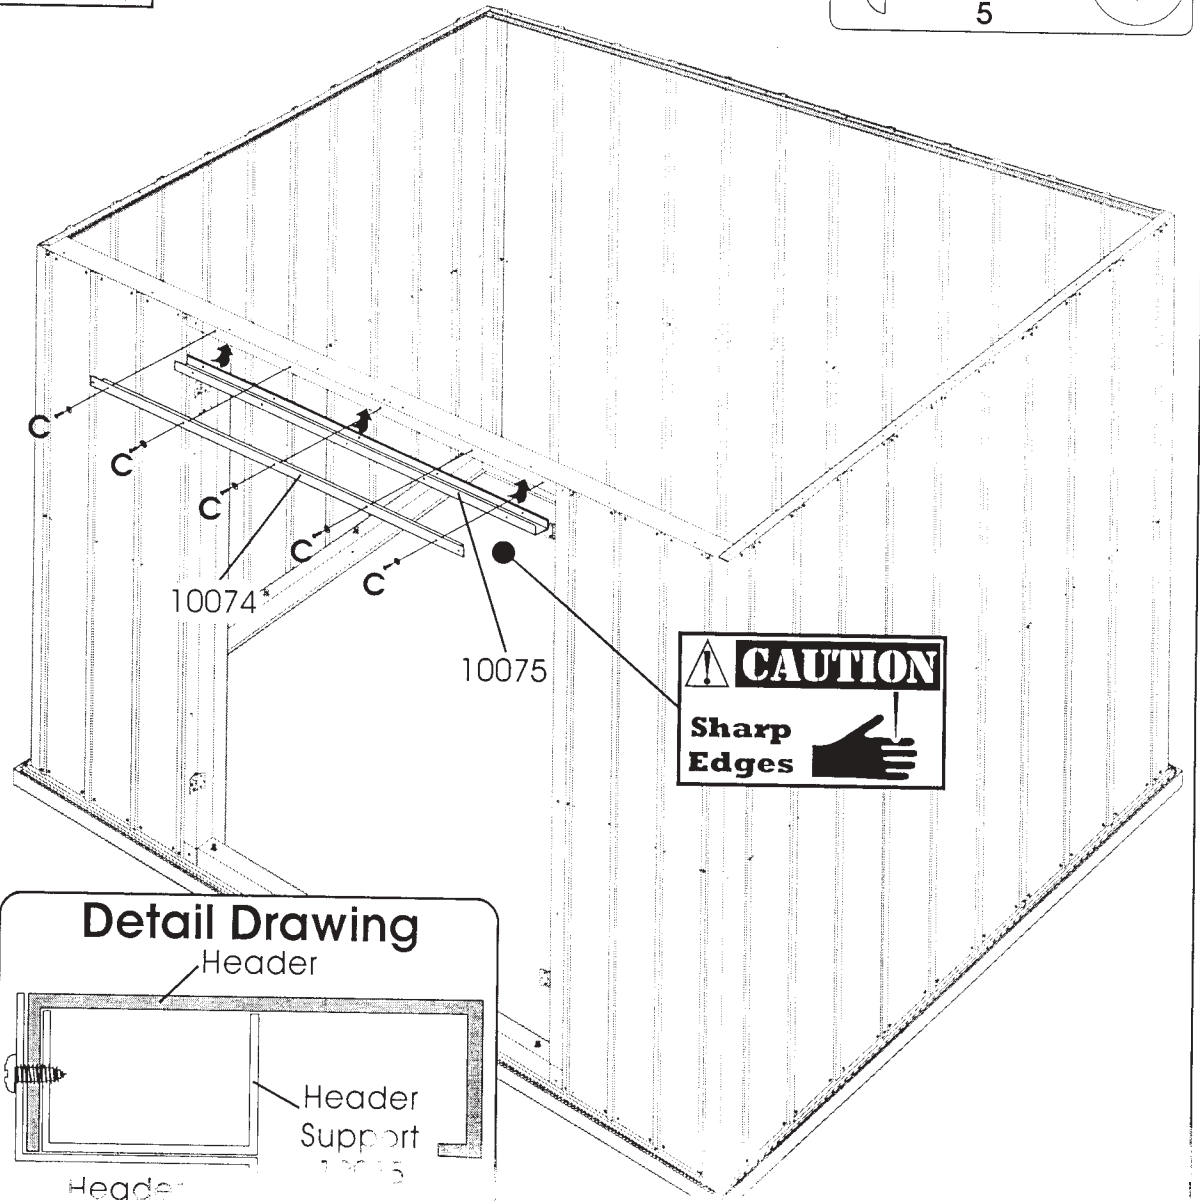 5
C
C
C
C
C
10074
10075
CAUTION
Sharp
Edges
Detail Drawing
Header
Header
Support